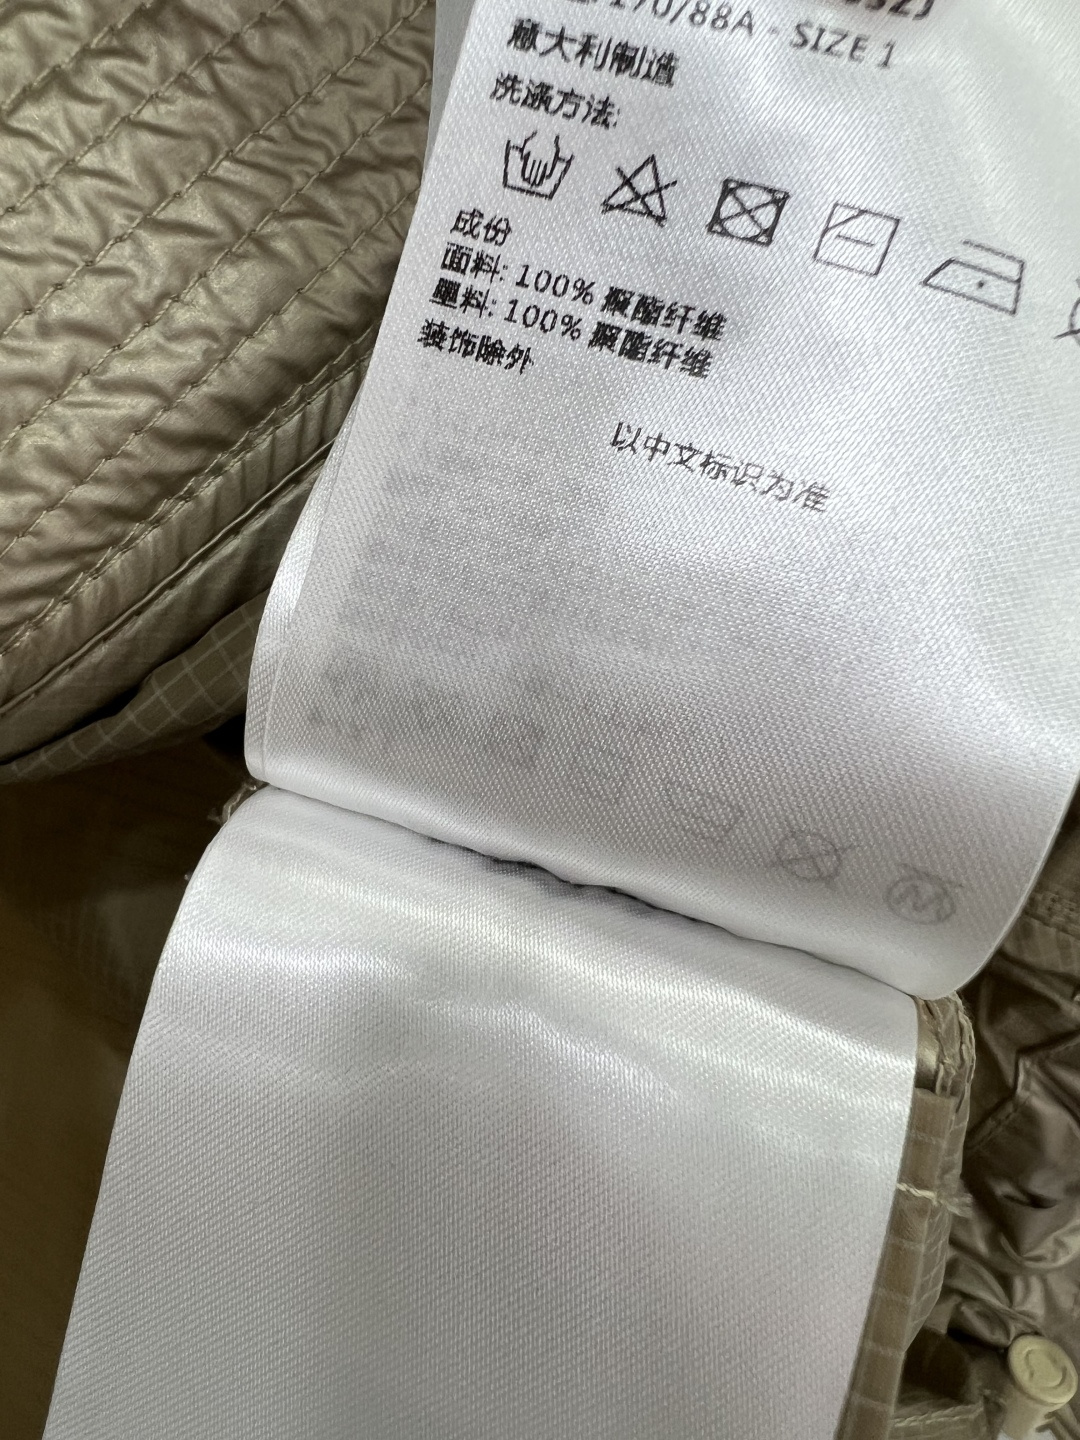 170/88A - SIZE 1
意大利制造
洗涤方法:
成份
面料: 100% 聚酯纤维
里料: 100% 聚酯纤维
装饰除外
以中文标识为准